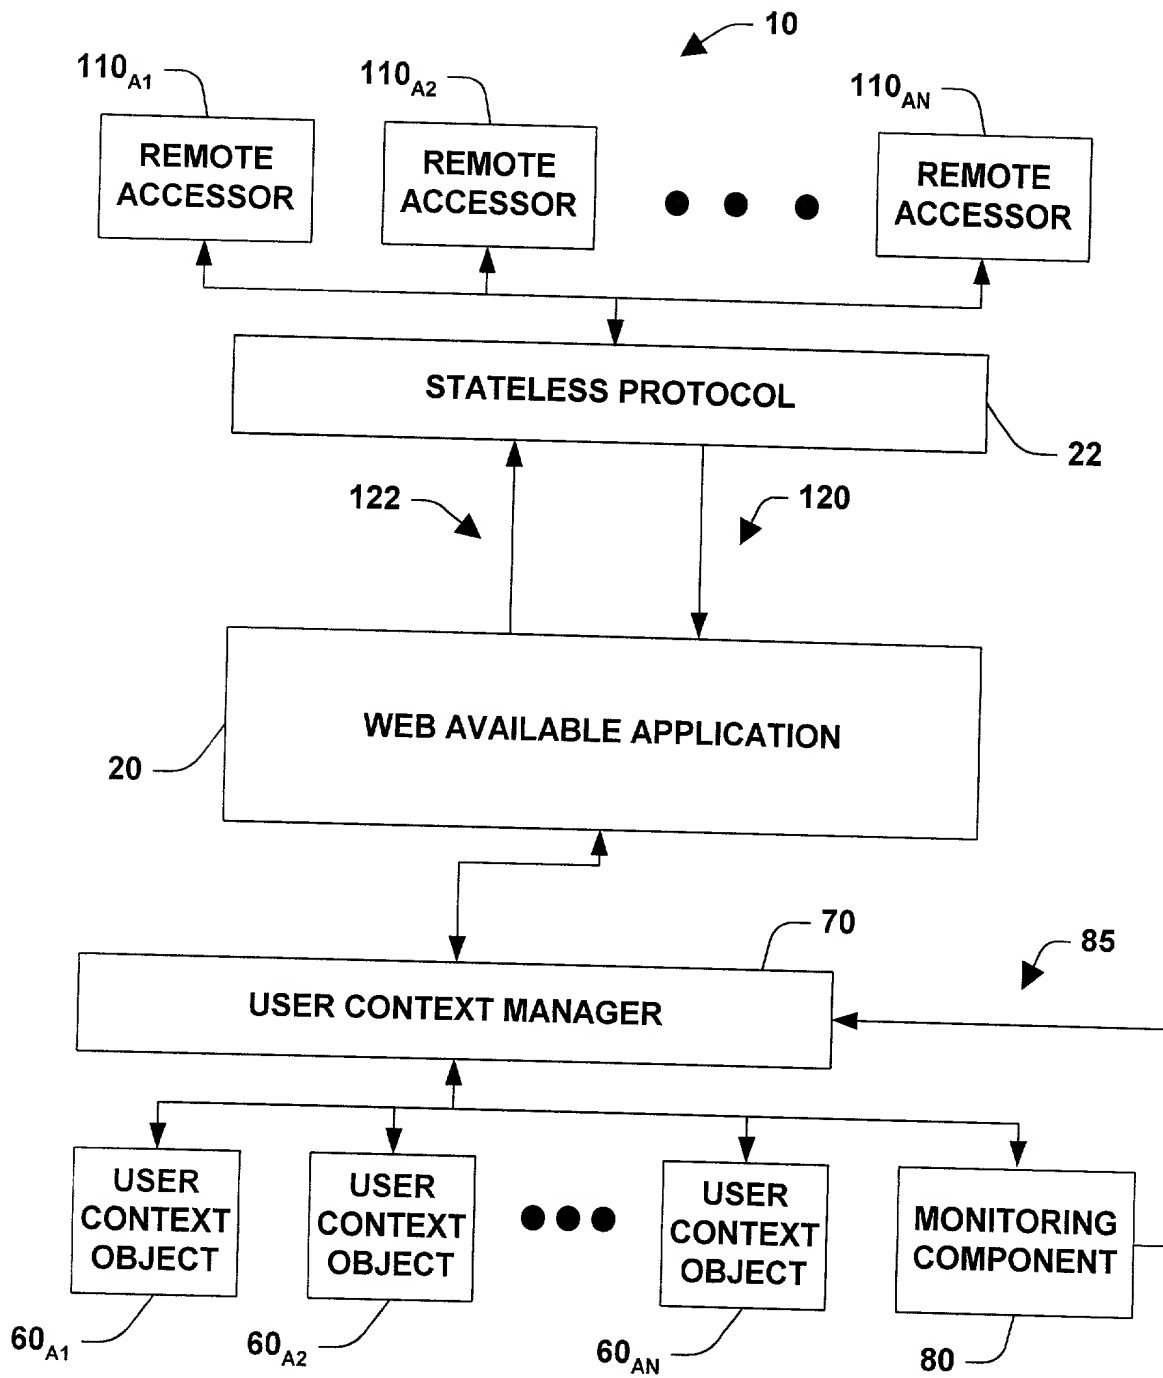 10
110A1
110A2
110AN
REMOTE
ACCESSOR
REMOTE
ACCESSOR
REMOTE
ACCESSOR
STATELESS PROTOCOL
22
122
120
WEB AVAILABLE APPLICATION
20
70
85
USER CONTEXT MANAGER
USER
CONTEXT
OBJECT
USER
CONTEXT
OBJECT
USER
CONTEXT
OBJECT
MONITORING
COMPONENT
60A1
60A2
60AN
80